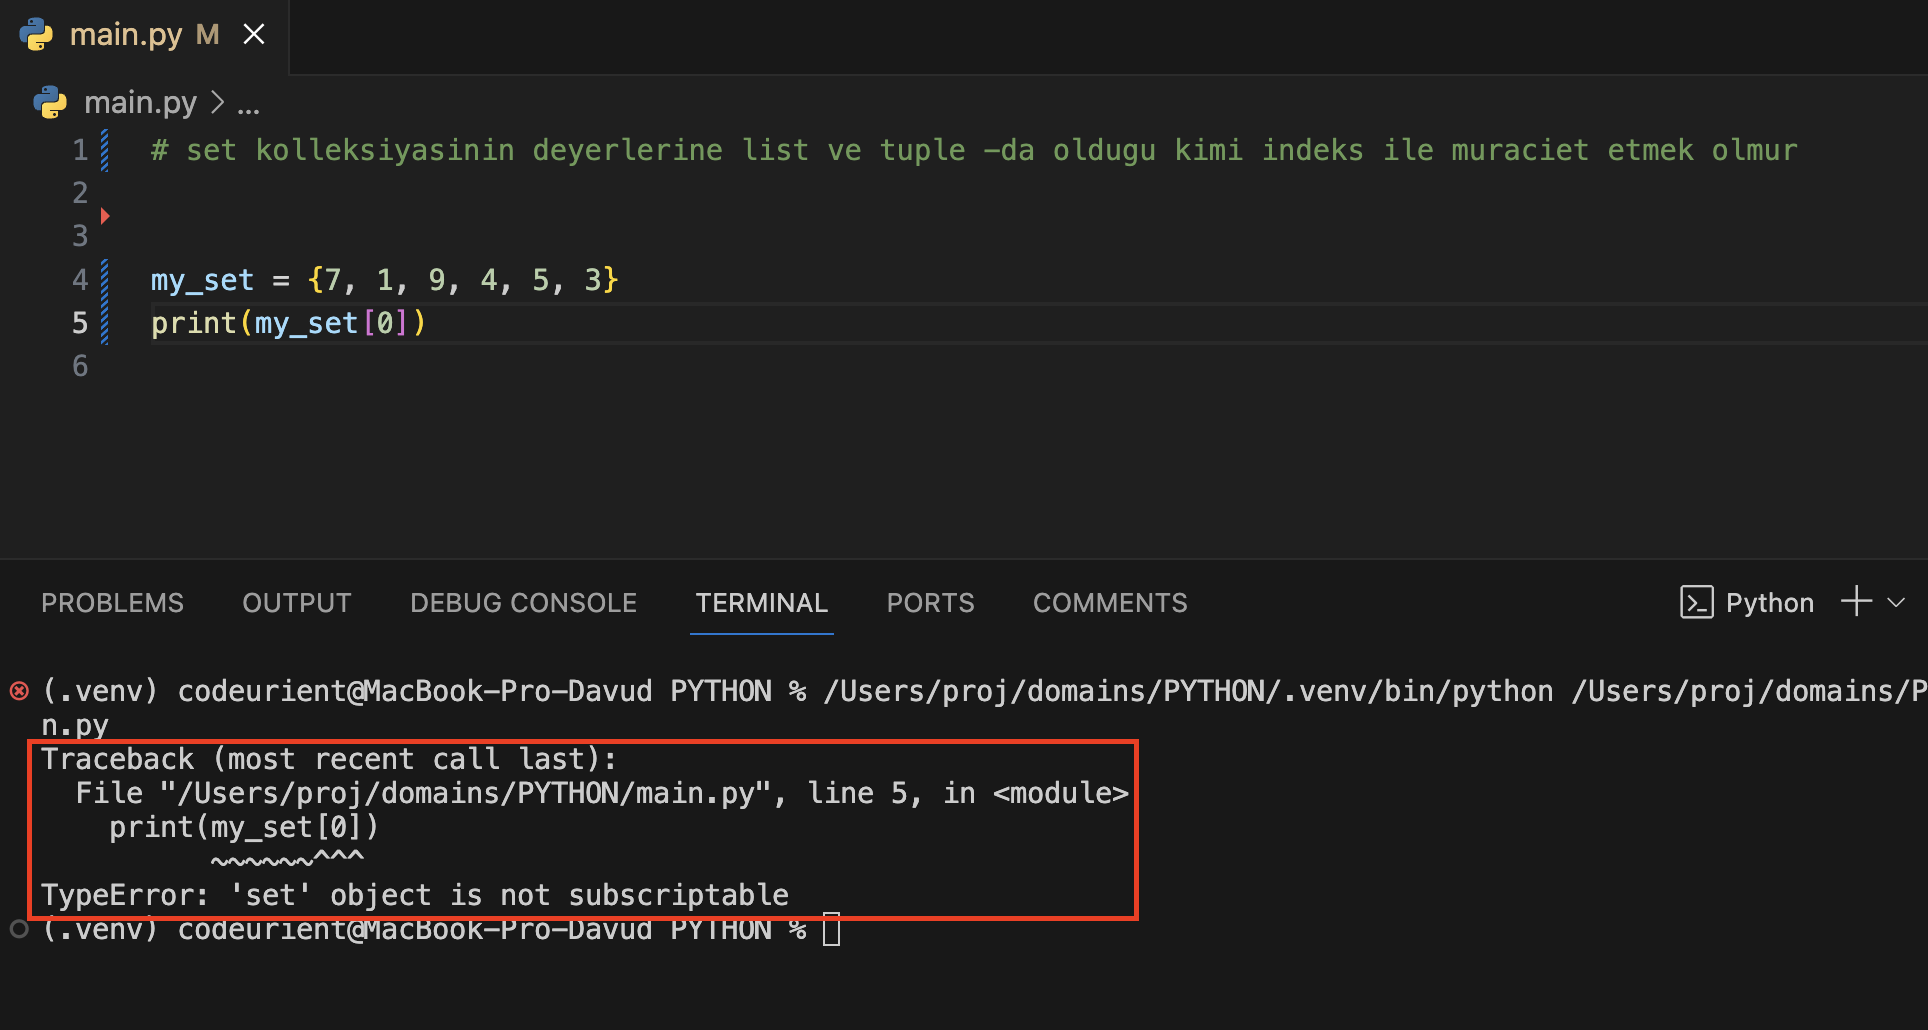 main.py M
main.py > ...
1 # set kolleksiyasinin deyerlerine list ve tuple -da oldugu kimi indeks ile muraciet etmek olmur
2
3
4 my_set = {7, 1, 9, 4, 5, 3}
5 print(my_set[0])
6
PROBLEMS OUTPUT DEBUG CONSOLE TERMINAL PORTS COMMENTS Python
(.venv) codeurient@MacBook-Pro-Davud PYTHON % /Users/proj/domains/PYTHON/.venv/bin/python /Users/proj/domains/P
n.py
Traceback (most recent call last):
File "/Users/proj/domains/PYTHON/main.py", line 5, in <module>
print(my_set[0])
~~~~~~^^^
TypeError: 'set' object is not subscriptable
(.venv) codeurient@MacBook-Pro-Davud PYTHON %